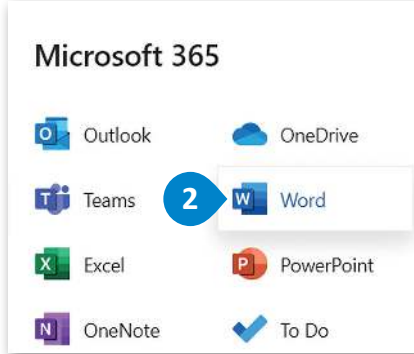 Microsoft 365
Outlook OneDrive
Teams 2 Word
Excel PowerPoint
OneNote To Do